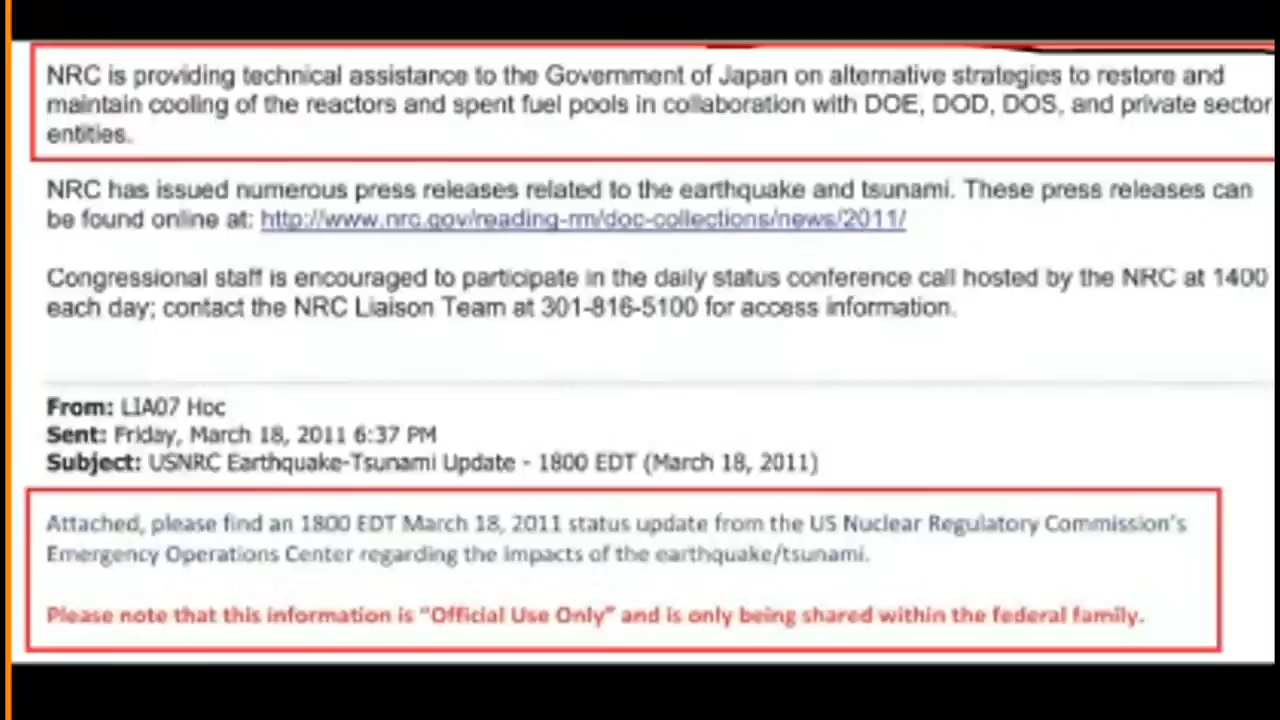 NRC is providing technical assistance to the Government of Japan on alternative strategies to restore and
maintain cooling of the reactors and spent fuel pools in collaboration with DOE, DOD, DOS, and private sector
entities.
NRC has issued numerous press releases related to the earthquake and tsunami. These press releases can
be found online at: http://www.nrc.gov/reading-rm/doc-collections/news/2011/
Congressional staff is encouraged to participate in the daily status conference call hosted by the NRC at 1400
each day; contact the NRC Liaison Team at 301-816-5100 for access information.
From: LIA07 Hoc
Sent: Friday, March 18, 2011 6:37 PM
Subject: USNRC Earthquake-Tsunami Update - 1800 EDT (March 18, 2011)
Attached, please find an 1800 EDT March 18, 2011 status update from the US Nuclear Regulatory Commission's
Emergency Operations Center regarding the impacts of the earthquake/tsunami.
Please note that this information is "Official Use Only" and is only being shared within the federal family.